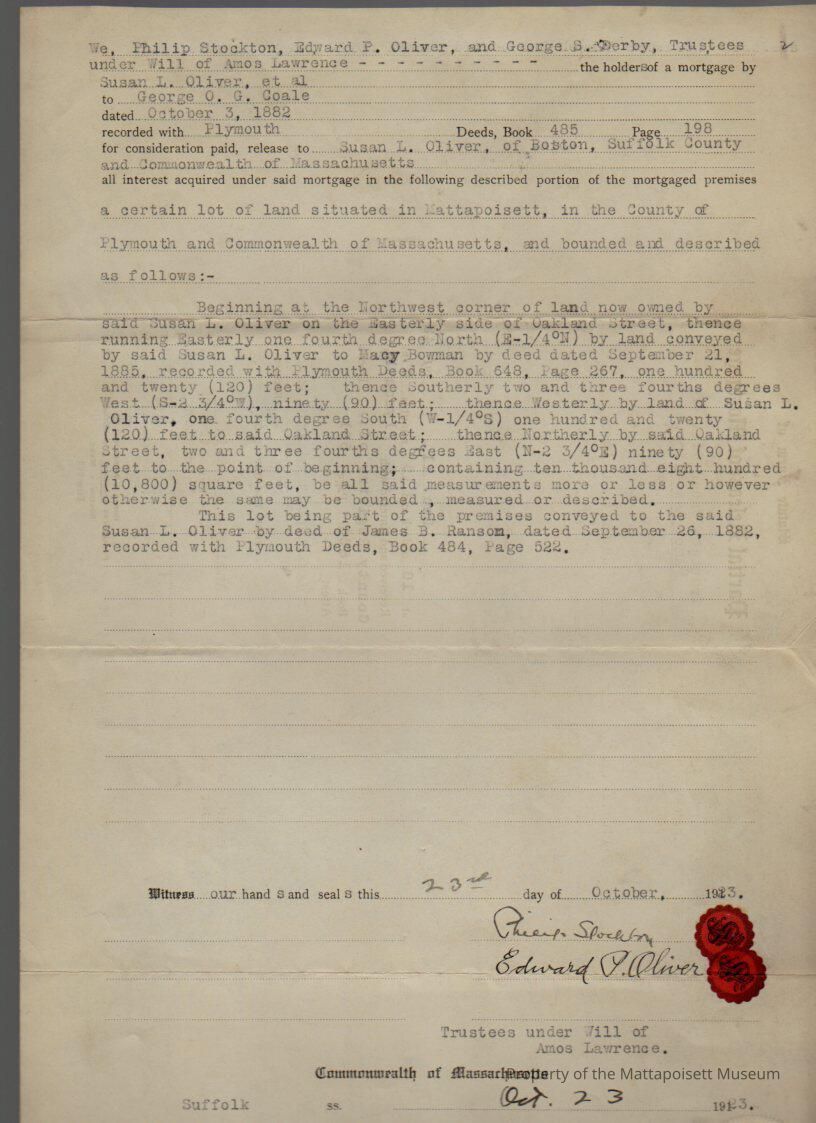 We, Philip Stockton, Edward P. Oliver, and George S. Derby, Trustees
under Will of Amos Lawrence - - - - - - - - - - the holders of a mortgage by
Susan L. Oliver, et al
to George O. G. Coale
dated October 3, 1882
recorded with Plymouth Deeds, Book 485 Page 198
for consideration paid, release to Susan L. Oliver, of Boston, Suffolk County
and Commonwealth of Massachusetts
all interest acquired under said mortgage in the following described portion of the mortgaged premises
a certain lot of land situated in Mattapoisett, in the County of
Plymouth and Commonwealth of Massachusetts, and bounded and described
as follows:-
Beginning at the Northwest corner of land now owned by
said Susan L. Oliver on the Easterly side of Oakland Street, thence
running Easterly one fourth degree North (E-1/4°N) by land conveyed
by said Susan L. Oliver to Macy Bowman by deed dated September 21,
1885, recorded with Plymouth Deeds, Book 648, Page 267, one hundred
and twenty (120) feet; thence Southerly two and three fourths degrees
West (S-2 3/4°W), ninety (90) feet; thence Westerly by land of Susan L.
Oliver, one fourth degree South (W-1/4°S) one hundred and twenty
(120) feet to said Oakland Street; thence Northerly by said Oakland
Street, two and three fourths degrees East (N-2 3/4°E) ninety (90)
feet to the point of beginning; containing ten thousand eight hundred
(10,800) square feet, be all said measurements more or less or however
otherwise the same may be bounded , measured or described.
This lot being part of the premises conveyed to the said
Susan L. Oliver by deed of James B. Ransom, dated September 26, 1882,
recorded with Plymouth Deeds, Book 484, Page 522.
Witness our hand s and seal s this 23rd day of October, 1923.
Philip Stockton
Edward P. Oliver
Trustees under Will of
Amos Lawrence.
Commonwealth of Massachusetts
Property of the Mattapoisett Museum
Suffolk ss. Oct. 23 1923.